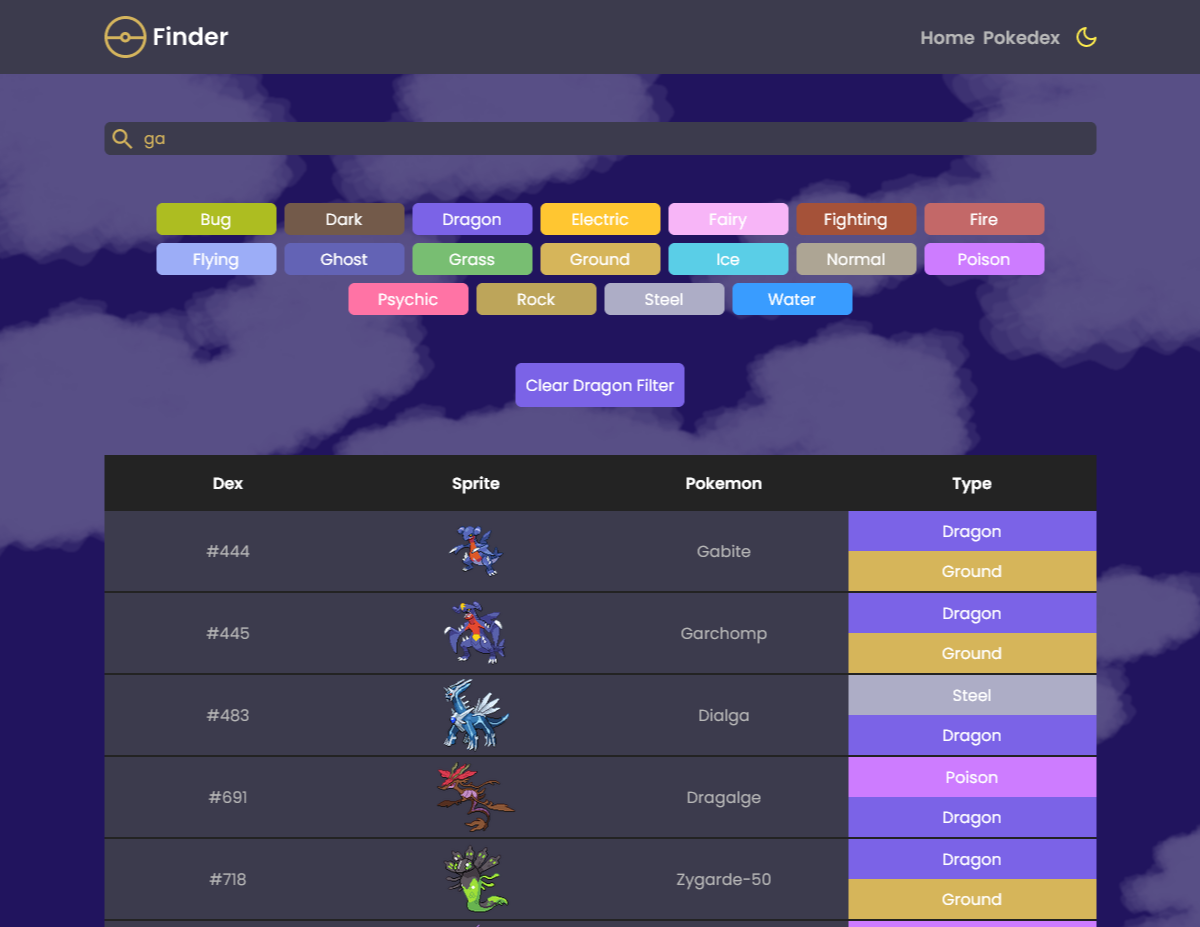 Finder
Home Pokedex
ga
Bug Dark Dragon Electric Fairy Fighting Fire
Flying Ghost Grass Ground Ice Normal Poison
Psychic Rock Steel Water
Clear Dragon Filter
Dex Sprite Pokemon Type
#444 Gabite Dragon
Ground
#445 Garchomp Dragon
Ground
#483 Dialga Steel
Dragon
#691 Dragalge Poison
Dragon
#718 Zygarde-50 Dragon
Ground